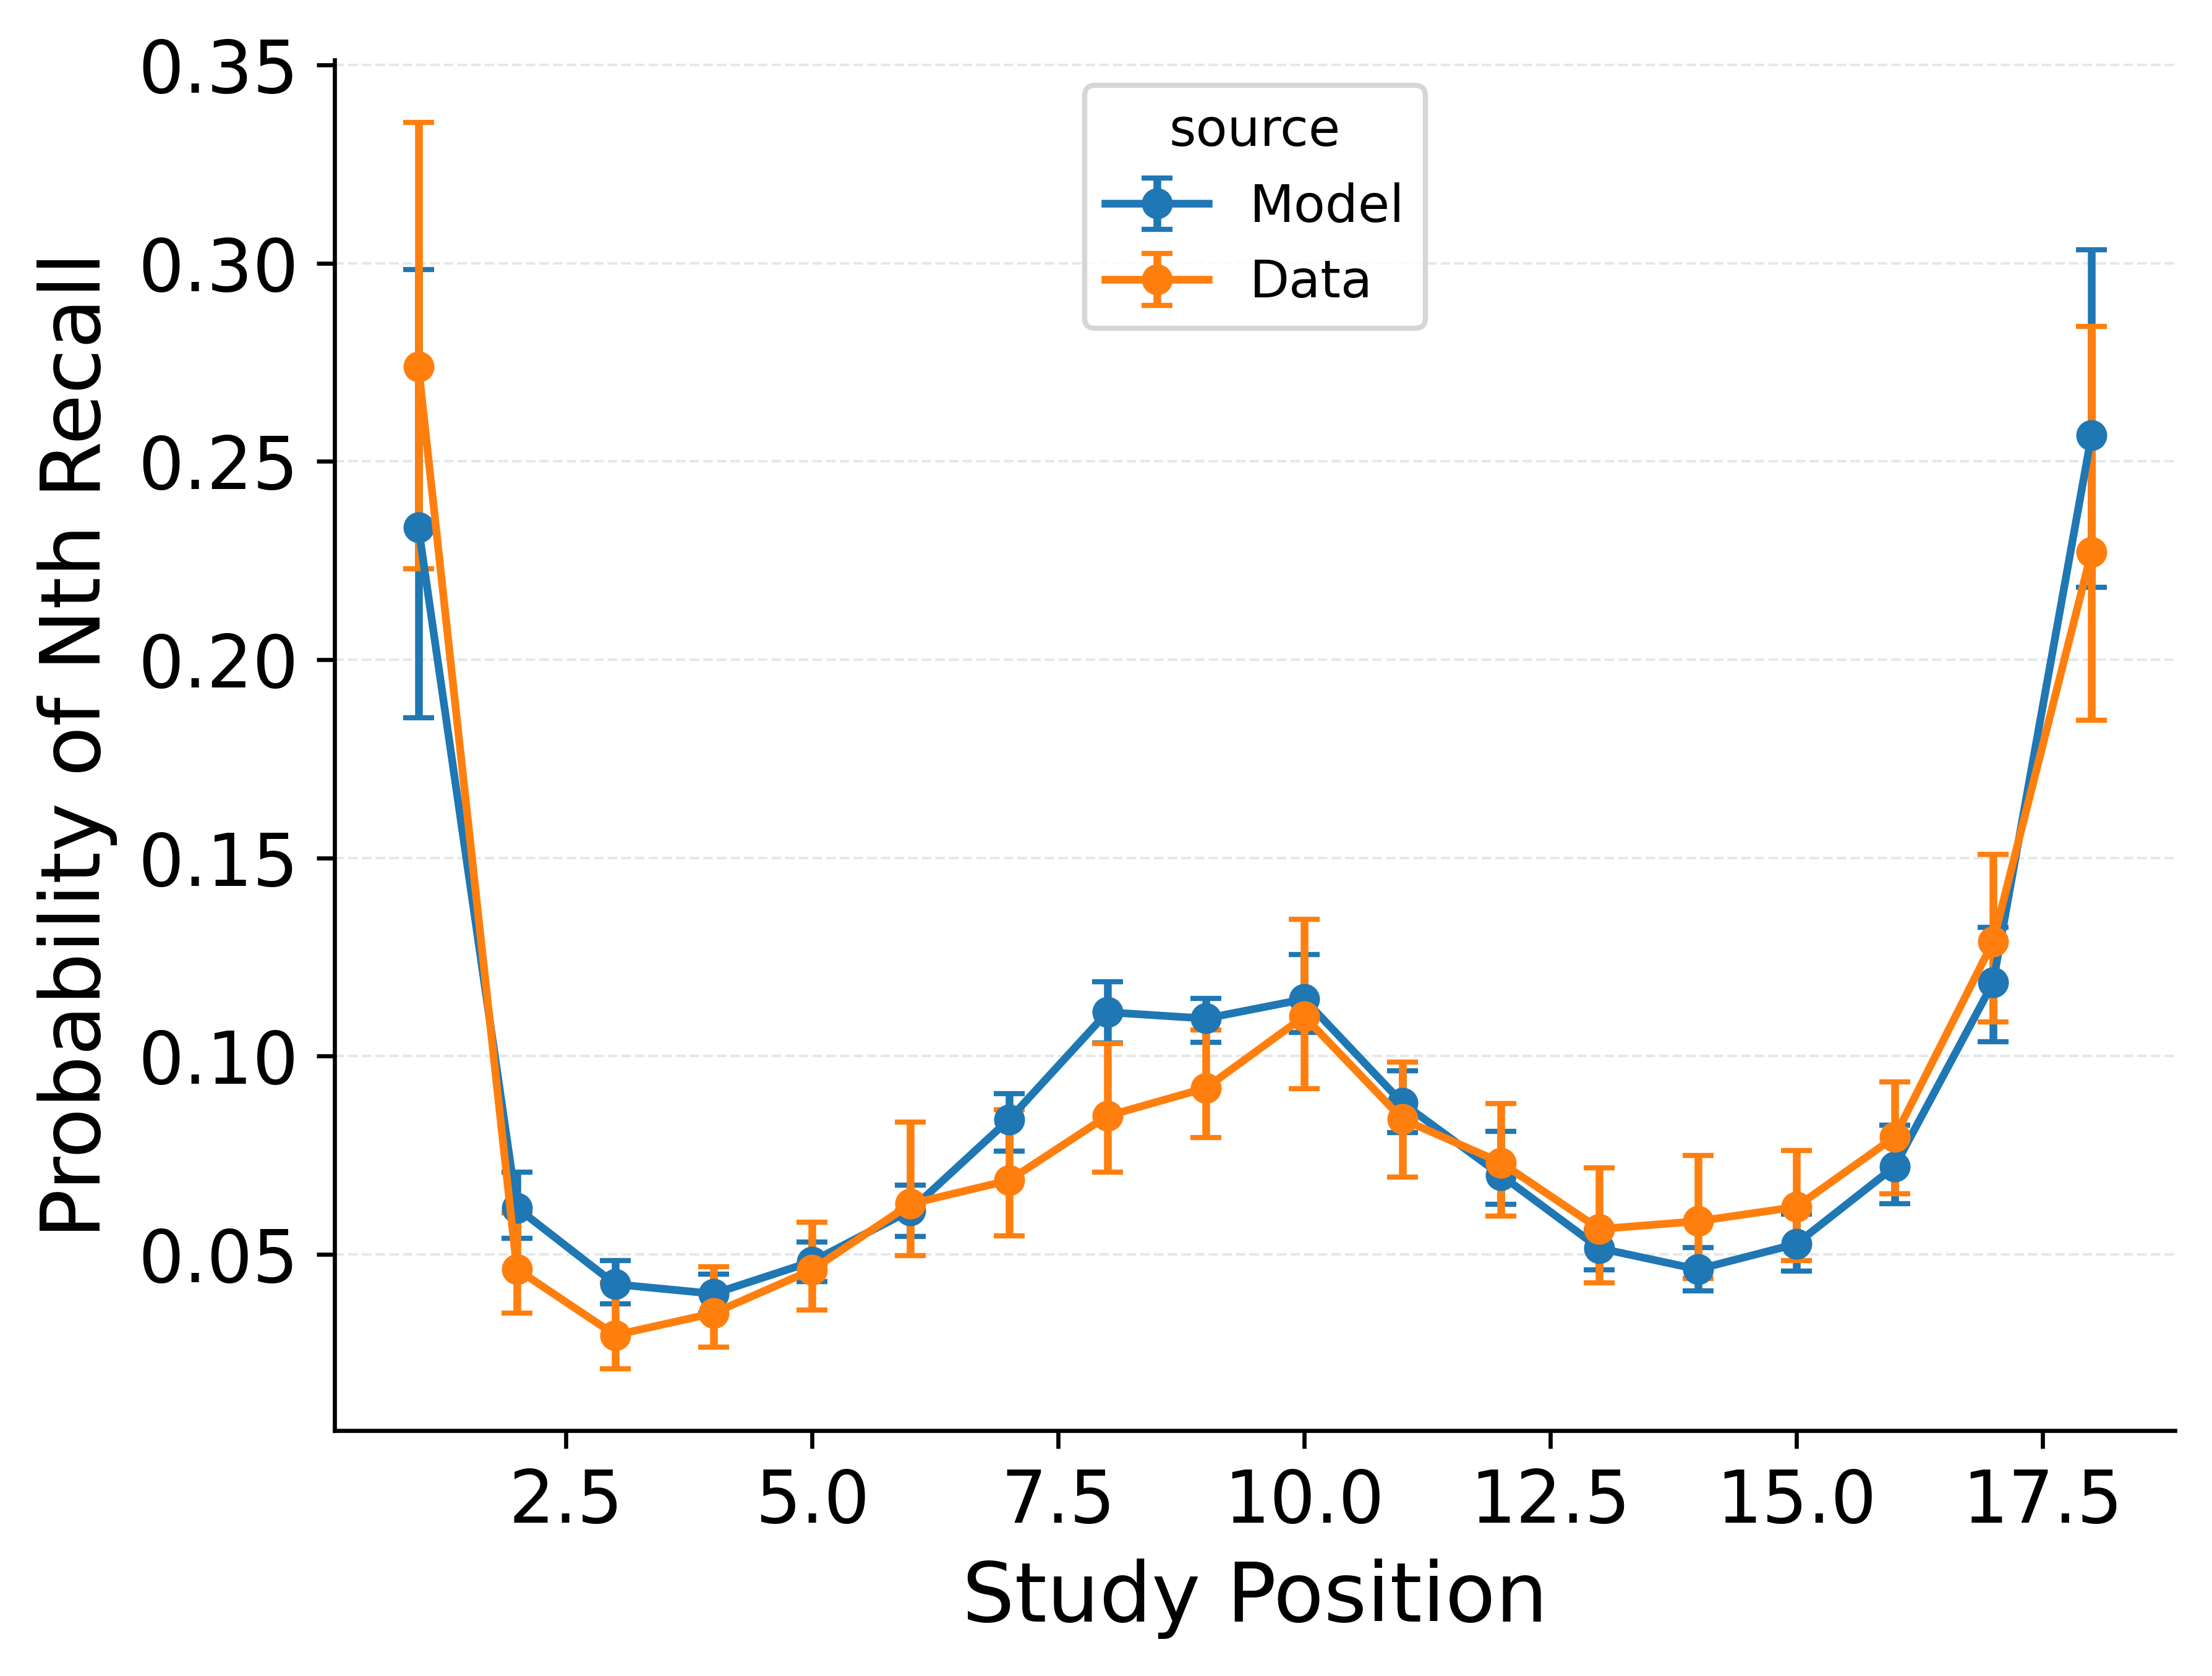 0.35
0.30
0.25
0.20
0.15
0.10
0.05
Probability of Nth Recall
source
Model
Data
2.5 5.0 7.5 10.0 12.5 15.0 17.5
Study Position